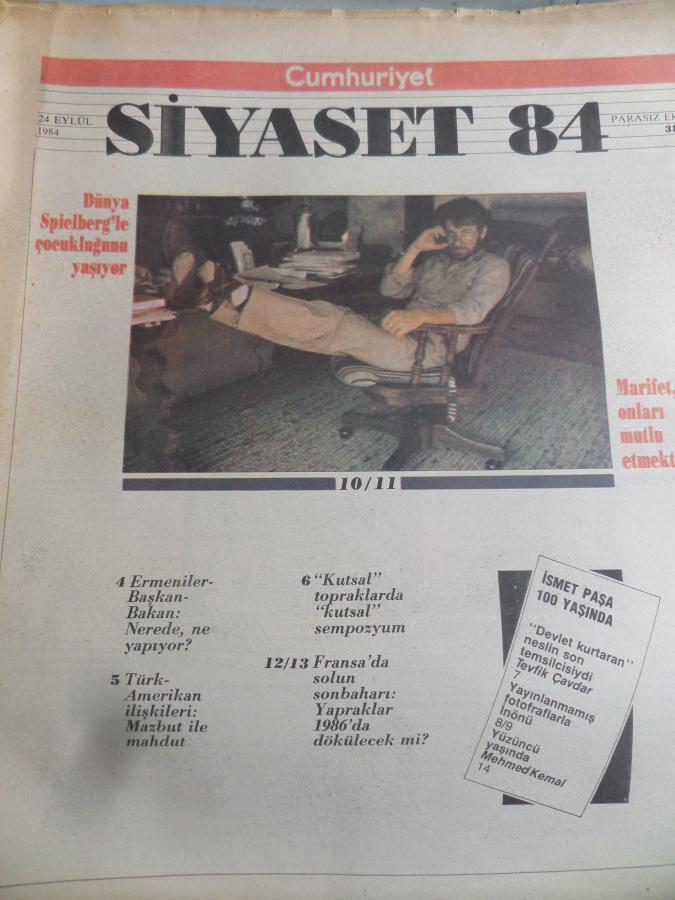 Cumhuriyet
24 EYLÜL
1984
SİYASET 84
PARASIZ EK
Dünya
Spielberg'le
çocukluğunu
yaşıyor
Marifet,
onları
mutlu
etmekt
10/11
4 Ermeniler-
Başkan-
Bakan:
Nerede, ne
yapıyor?
5 Türk-
Amerikan
ilişkileri:
Mazbut ile
mahdut
6 "Kutsal"
topraklarda
"kutsal"
sempozyum
12/13 Fransa'da
solun
sonbaharı:
Yapraklar
1986'da
dökülecek mi?
İSMET PAŞA
100 YAŞINDA
"Devlet kurtaran"
neslin son
temsilcisiydi
Tevfik Çavdar
7
Yayınlanmamış
fotofraflarla
İnönü
8/9
Yüzüncü
yaşında
Mehmed Kemal
14